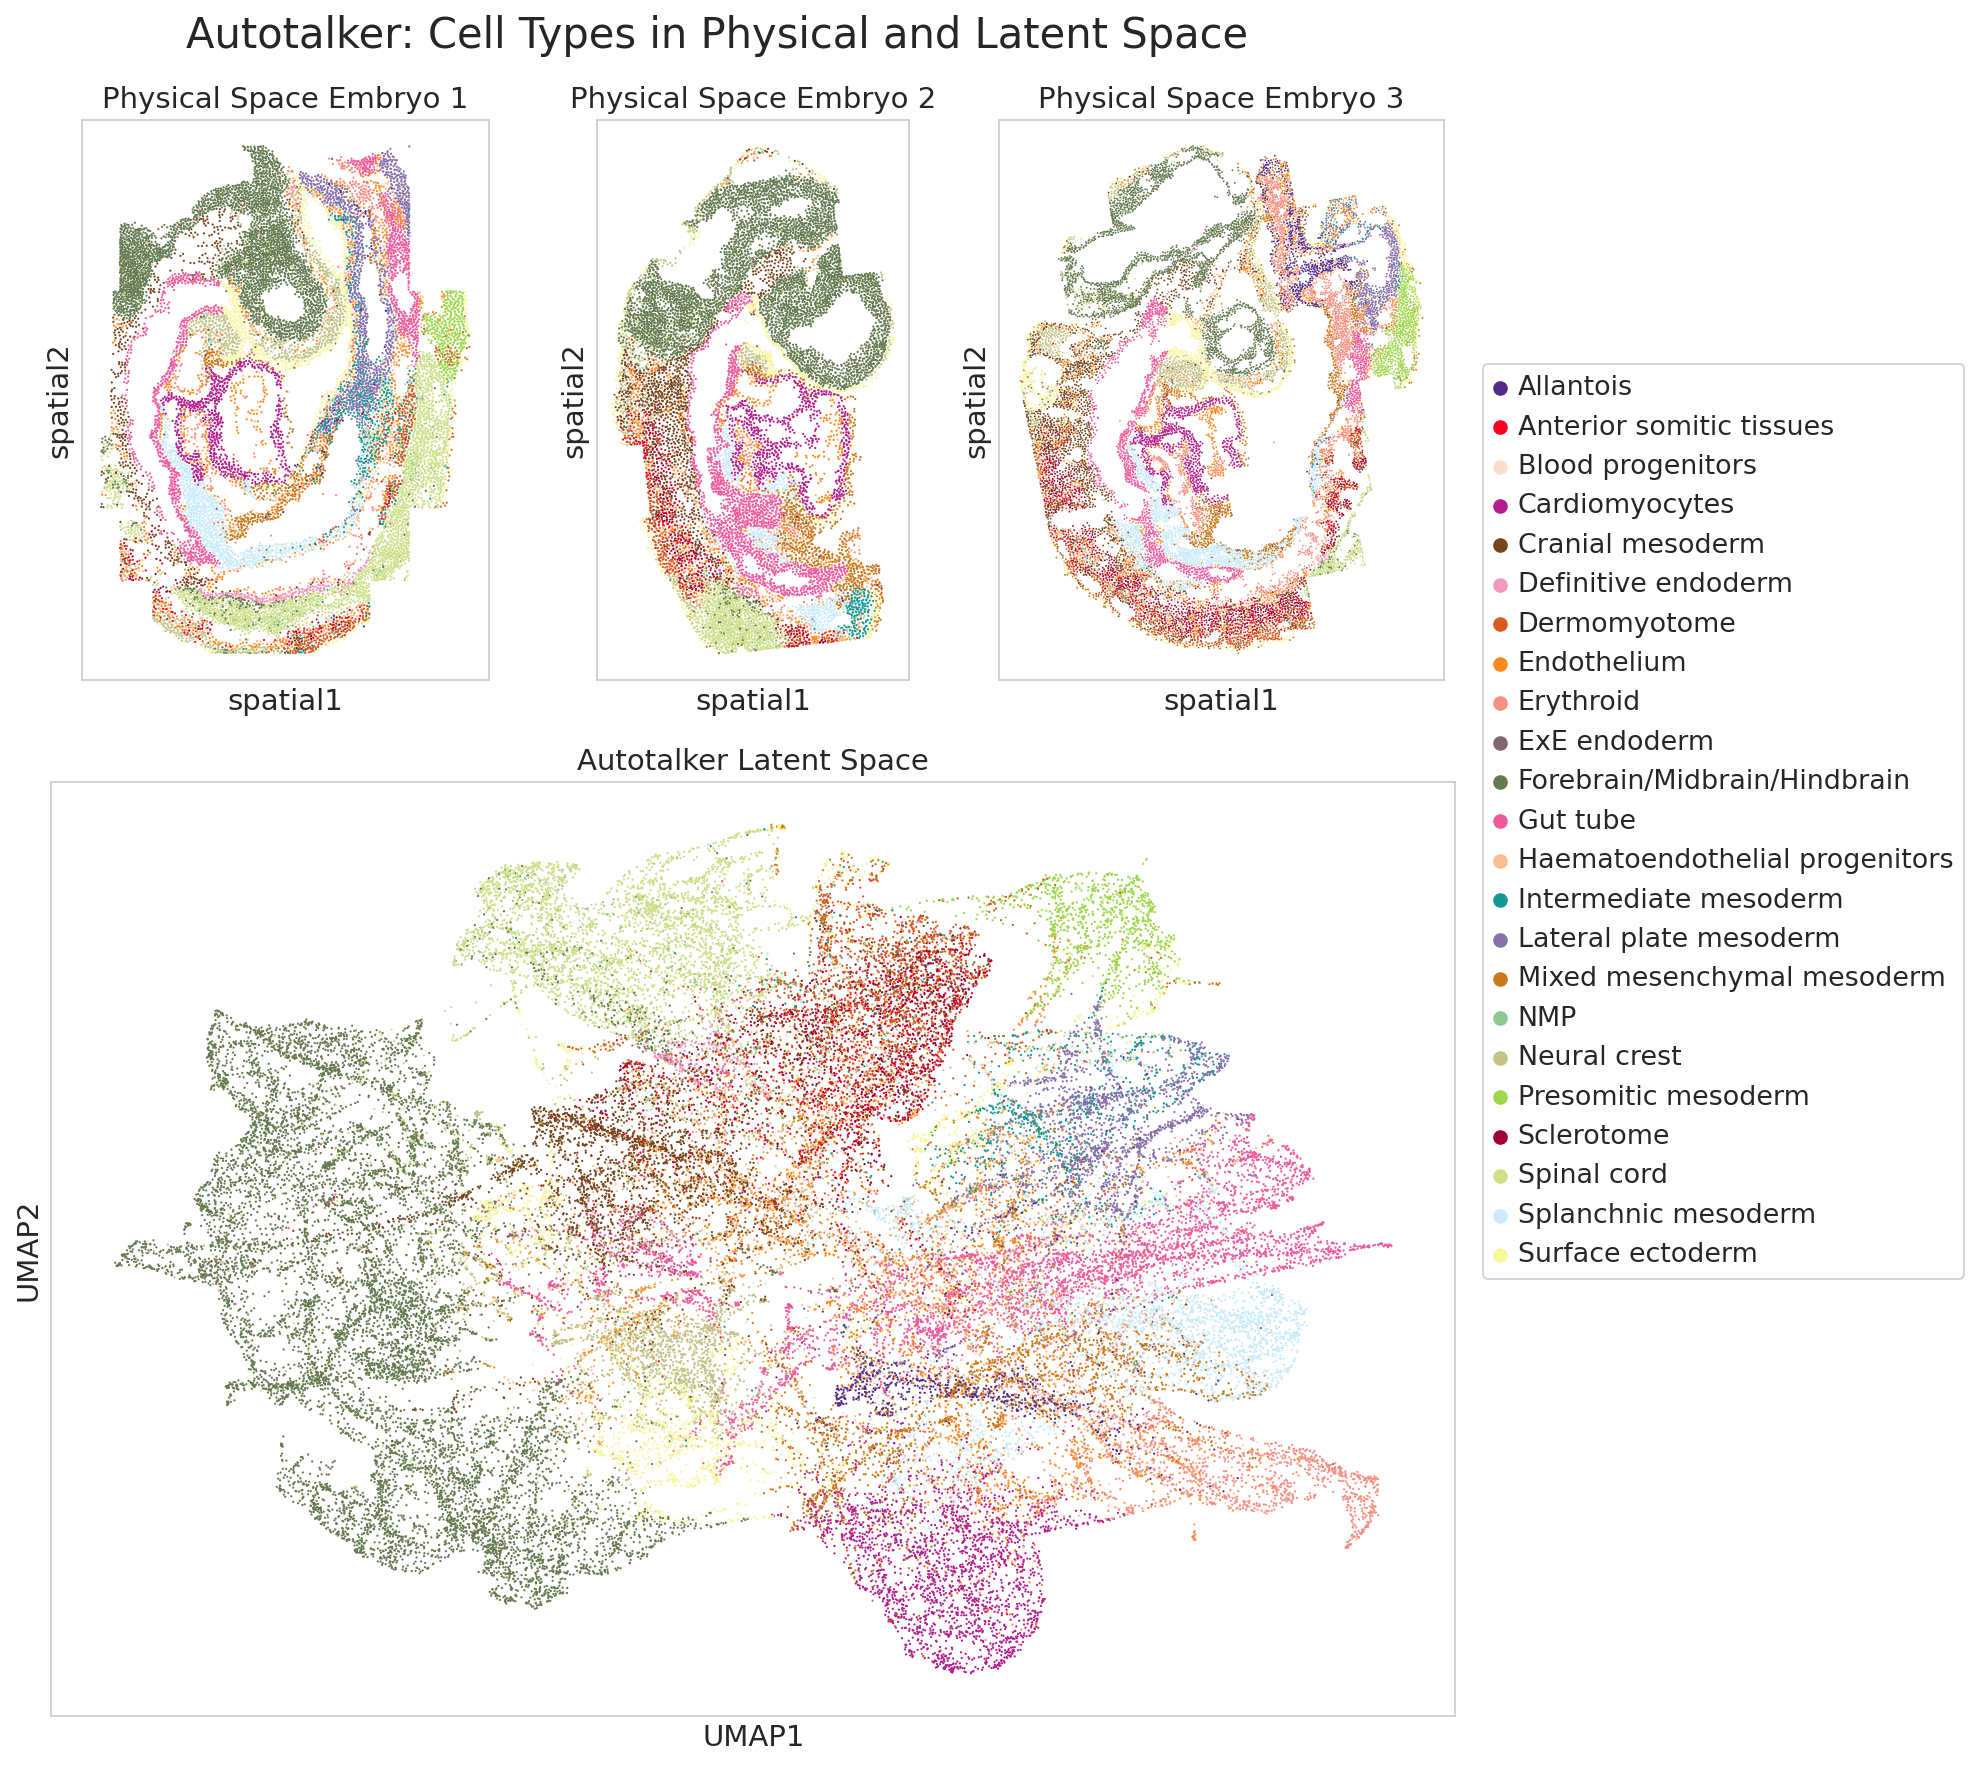 Autotalker: Cell Types in Physical and Latent Space
Physical Space Embryo 1
Physical Space Embryo 2
Physical Space Embryo 3
spatial2
spatial2
spatial2
spatial1
spatial1
spatial1
Autotalker Latent Space
UMAP2
UMAP1
Allantois
Anterior somitic tissues
Blood progenitors
Cardiomyocytes
Cranial mesoderm
Definitive endoderm
Dermomyotome
Endothelium
Erythroid
ExE endoderm
Forebrain/Midbrain/Hindbrain
Gut tube
Haematoendothelial progenitors
Intermediate mesoderm
Lateral plate mesoderm
Mixed mesenchymal mesoderm
NMP
Neural crest
Presomitic mesoderm
Sclerotome
Spinal cord
Splanchnic mesoderm
Surface ectoderm